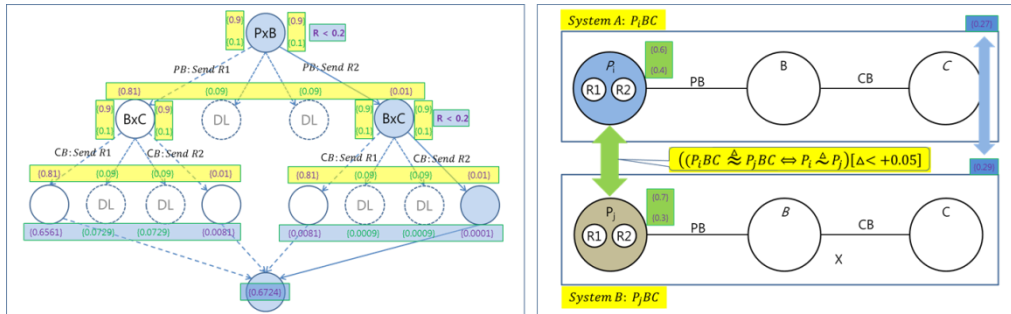 (0.9)
(0.1)
PxB
(0.9)
(0.1)
R < 0.2
PB: Send R1
PB: Send R2
(0.81) (0.09) (0.09) (0.01)
(0.9)
(0.1)
BxC
(0.9)
(0.1)
DL
DL
(0.9)
(0.1)
BxC
(0.9)
(0.1)
R < 0.2
CB: Send R1
CB: Send R2
CB: Send R1
CB: Send R2
(0.81) (0.09) (0.09) (0.01)
(0.81) (0.09) (0.09) (0.01)
DL
DL
DL
DL
(0.6561) (0.0729) (0.0729) (0.0081)
(0.0081) (0.0009) (0.0009) (0.0001)
(0.6724)
System A: PᵢBC
(0.27)
Pᵢ
R1 R2
(0.6)
(0.4)
PB
B
CB
C
((PᵢBC ≈̂ PⱼBC ⇔ Pᵢ ≏ Pⱼ)[Δ< +0.05]
(0.29)
Pⱼ
R1 R2
(0.7)
(0.3)
PB
B
CB
C
X
System B: PⱼBC